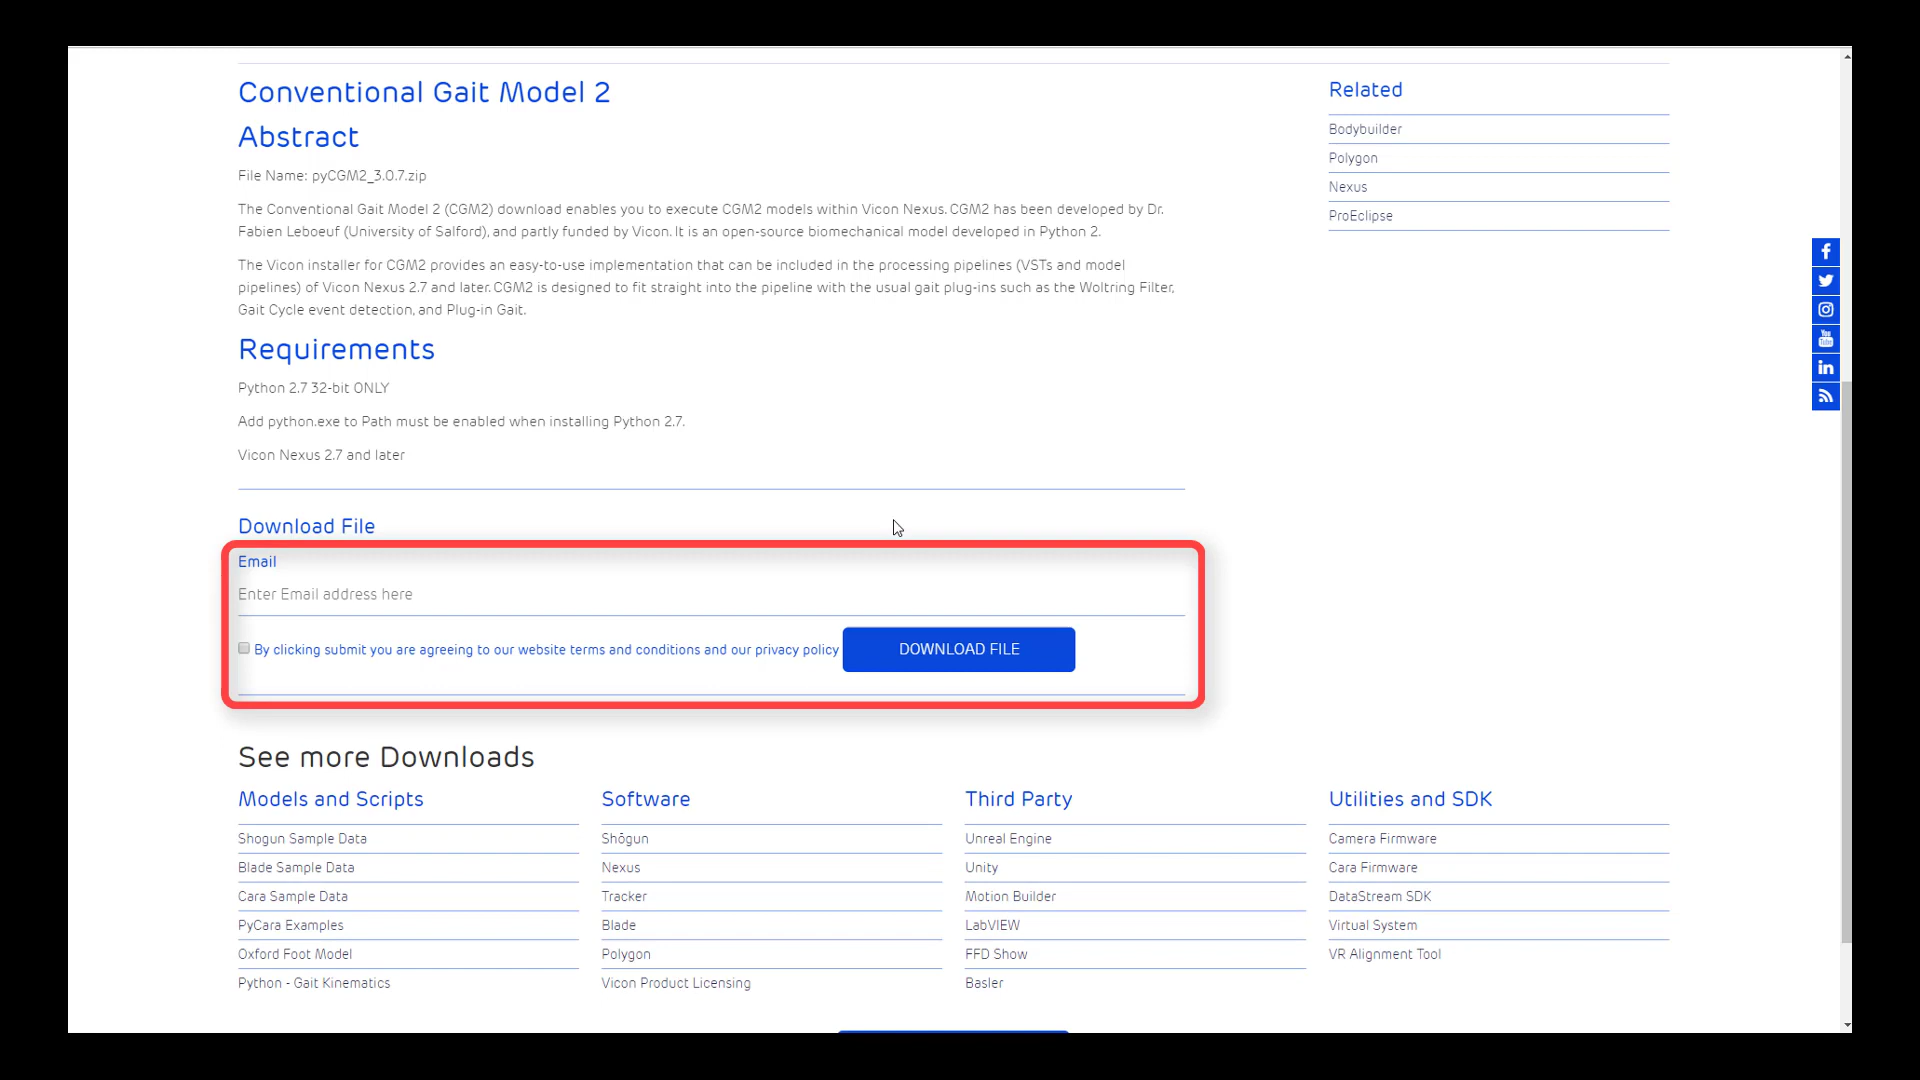 Conventional Gait Model 2
Abstract
File Name: pyCGM2_3.0.7.zip
The Conventional Gait Model 2 (CGM2) download enables you to execute CGM2 models within Vicon Nexus. CGM2 has been developed by Dr.
Fabien Leboeuf (University of Salford), and partly funded by Vicon. It is an open-source biomechanical model developed in Python 2.
The Vicon installer for CGM2 provides an easy-to-use implementation that can be included in the processing pipelines (VSTs and model
pipelines) of Vicon Nexus 2.7 and later. CGM2 is designed to fit straight into the pipeline with the usual gait plug-ins such as the Woltring Filter,
Gait Cycle event detection, and Plug-in Gait.
Requirements
Python 2.7 32-bit ONLY
Add python.exe to Path must be enabled when installing Python 2.7.
Vicon Nexus 2.7 and later
Related
Bodybuilder
Polygon
Nexus
ProEclipse
Download File
Email
Enter Email address here
By clicking submit you are agreeing to our website terms and conditions and our privacy policy
DOWNLOAD FILE
See more Downloads
Models and Scripts
Shogun Sample Data
Blade Sample Data
Cara Sample Data
PyCara Examples
Oxford Foot Model
Python - Gait Kinematics
Software
Shōgun
Nexus
Tracker
Blade
Polygon
Vicon Product Licensing
Third Party
Unreal Engine
Unity
Motion Builder
LabVIEW
FFD Show
Basler
Utilities and SDK
Camera Firmware
Cara Firmware
DataStream SDK
Virtual System
VR Alignment Tool